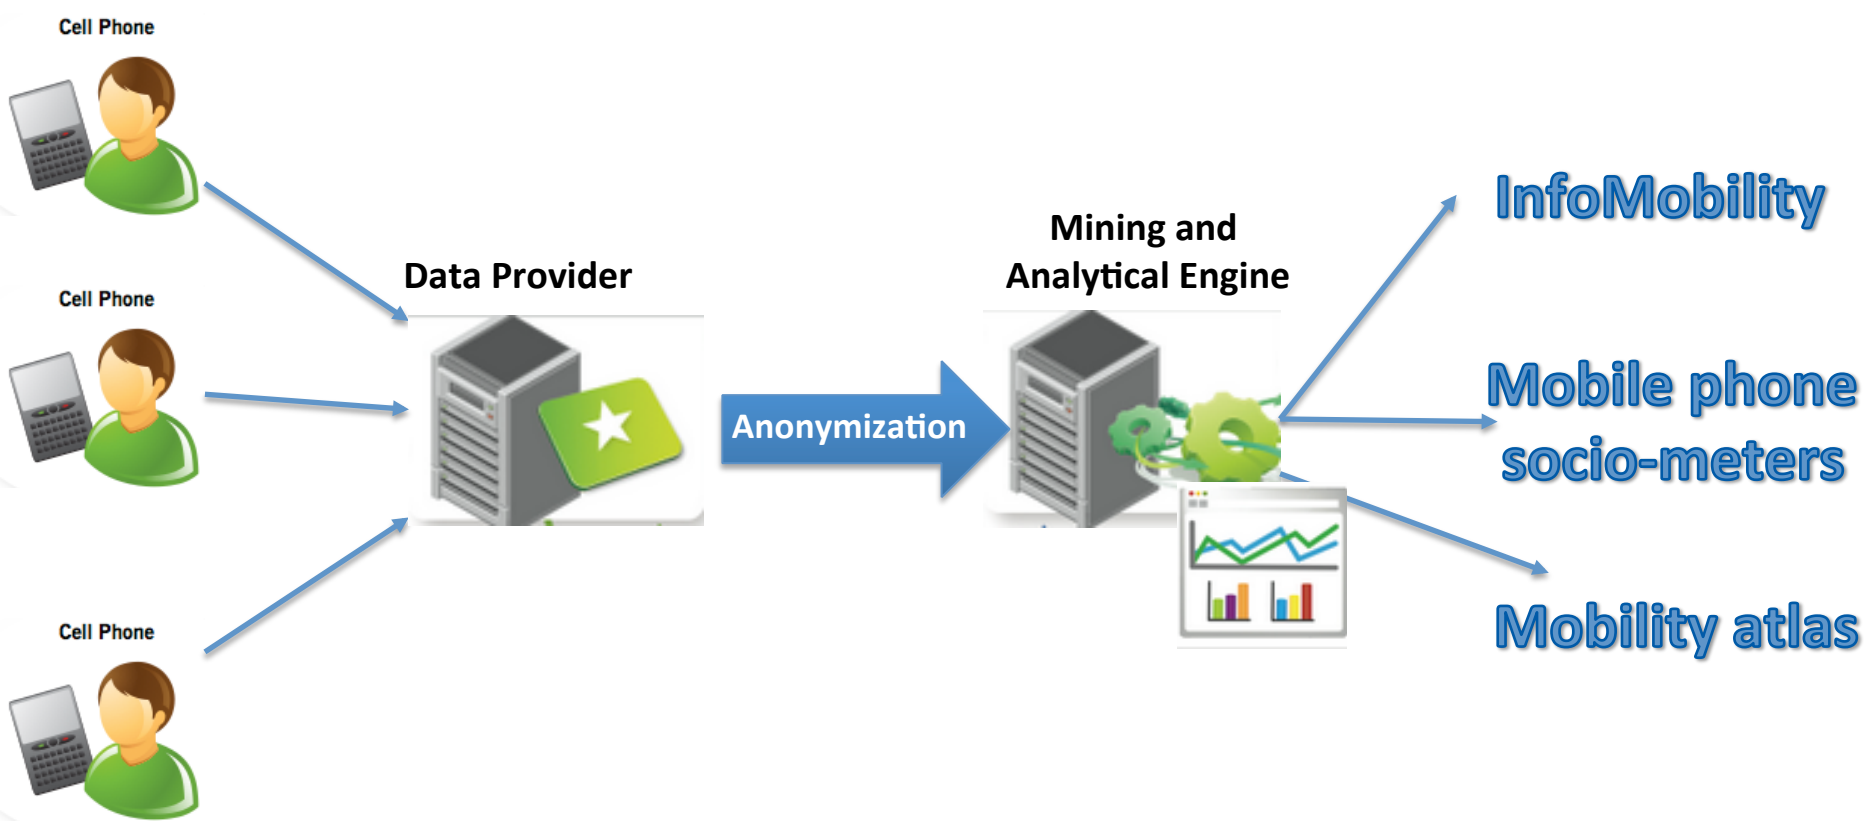 Cell Phone
Cell Phone
Cell Phone
Data Provider
Anonymization
Mining and
Analytical Engine
InfoMobility
Mobile phone
socio-meters
Mobility atlas